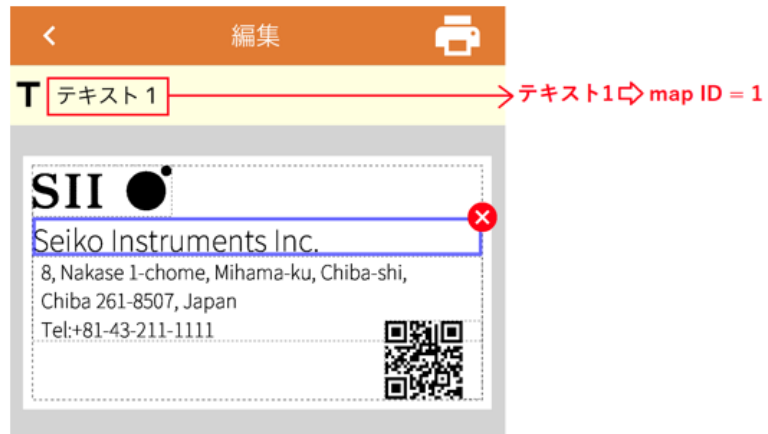 編集
T テキスト 1
テキスト1⇨ map ID = 1
SII
Seiko Instruments Inc.
8, Nakase 1-chome, Mihama-ku, Chiba-shi,
Chiba 261-8507, Japan
Tel:+81-43-211-1111